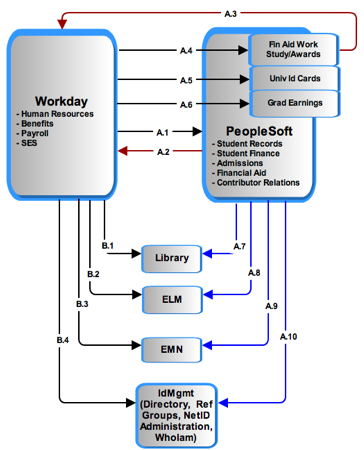 A.3
Workday
- Human Resources
- Benefits
- Payroll
- SES
A.4
Fin Aid Work
Study/Awards
A.5
Univ Id Cards
A.6
Grad Earnings
A.1
A.2
PeopleSoft
- Student Records
- Student Finance
- Admissions
- Financial Aid
- Contributor Relations
B.1
Library
A.7
B.2
ELM
A.8
B.3
EMN
A.9
B.4
A.10
IdMgmt
(Directory, Ref
Groups, NetID
Administration,
WhoIam)